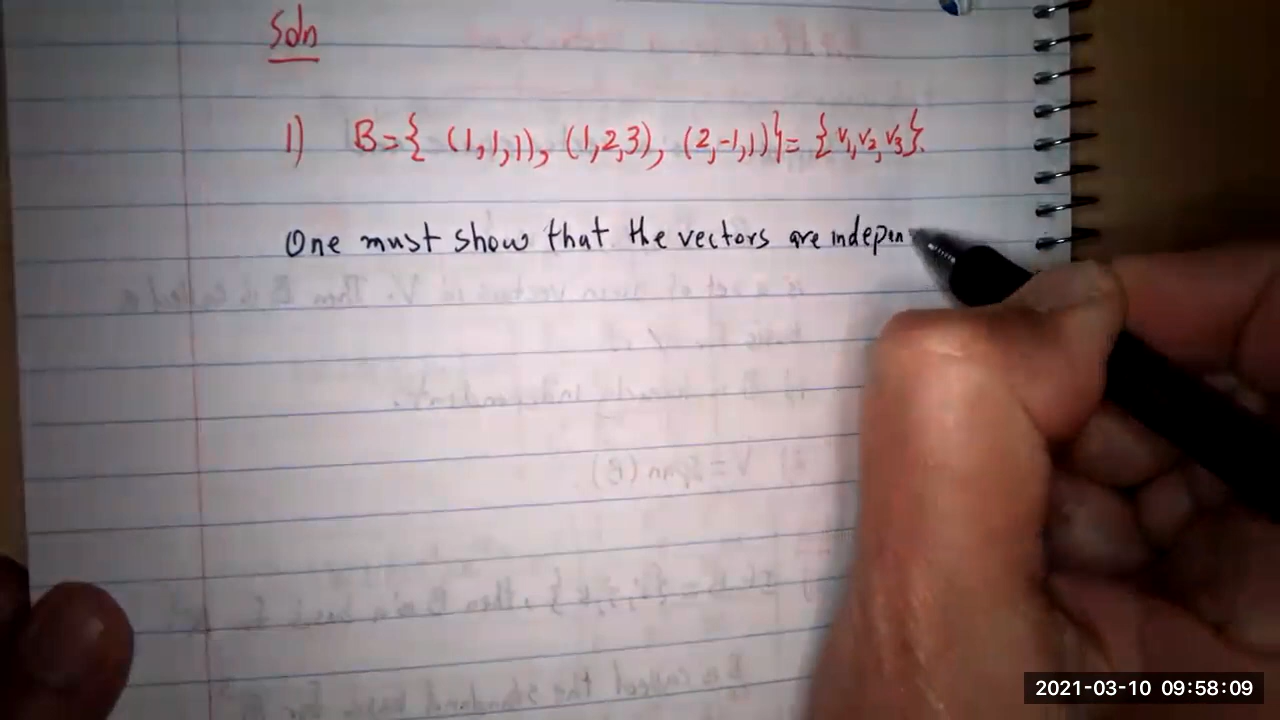 Soln
1) B={ (1,1,1), (1,2,3), (2,-1,1)}= {v1,v2,v3}.
One must show that the vectors are indepen
2021-03-10 09:58:09